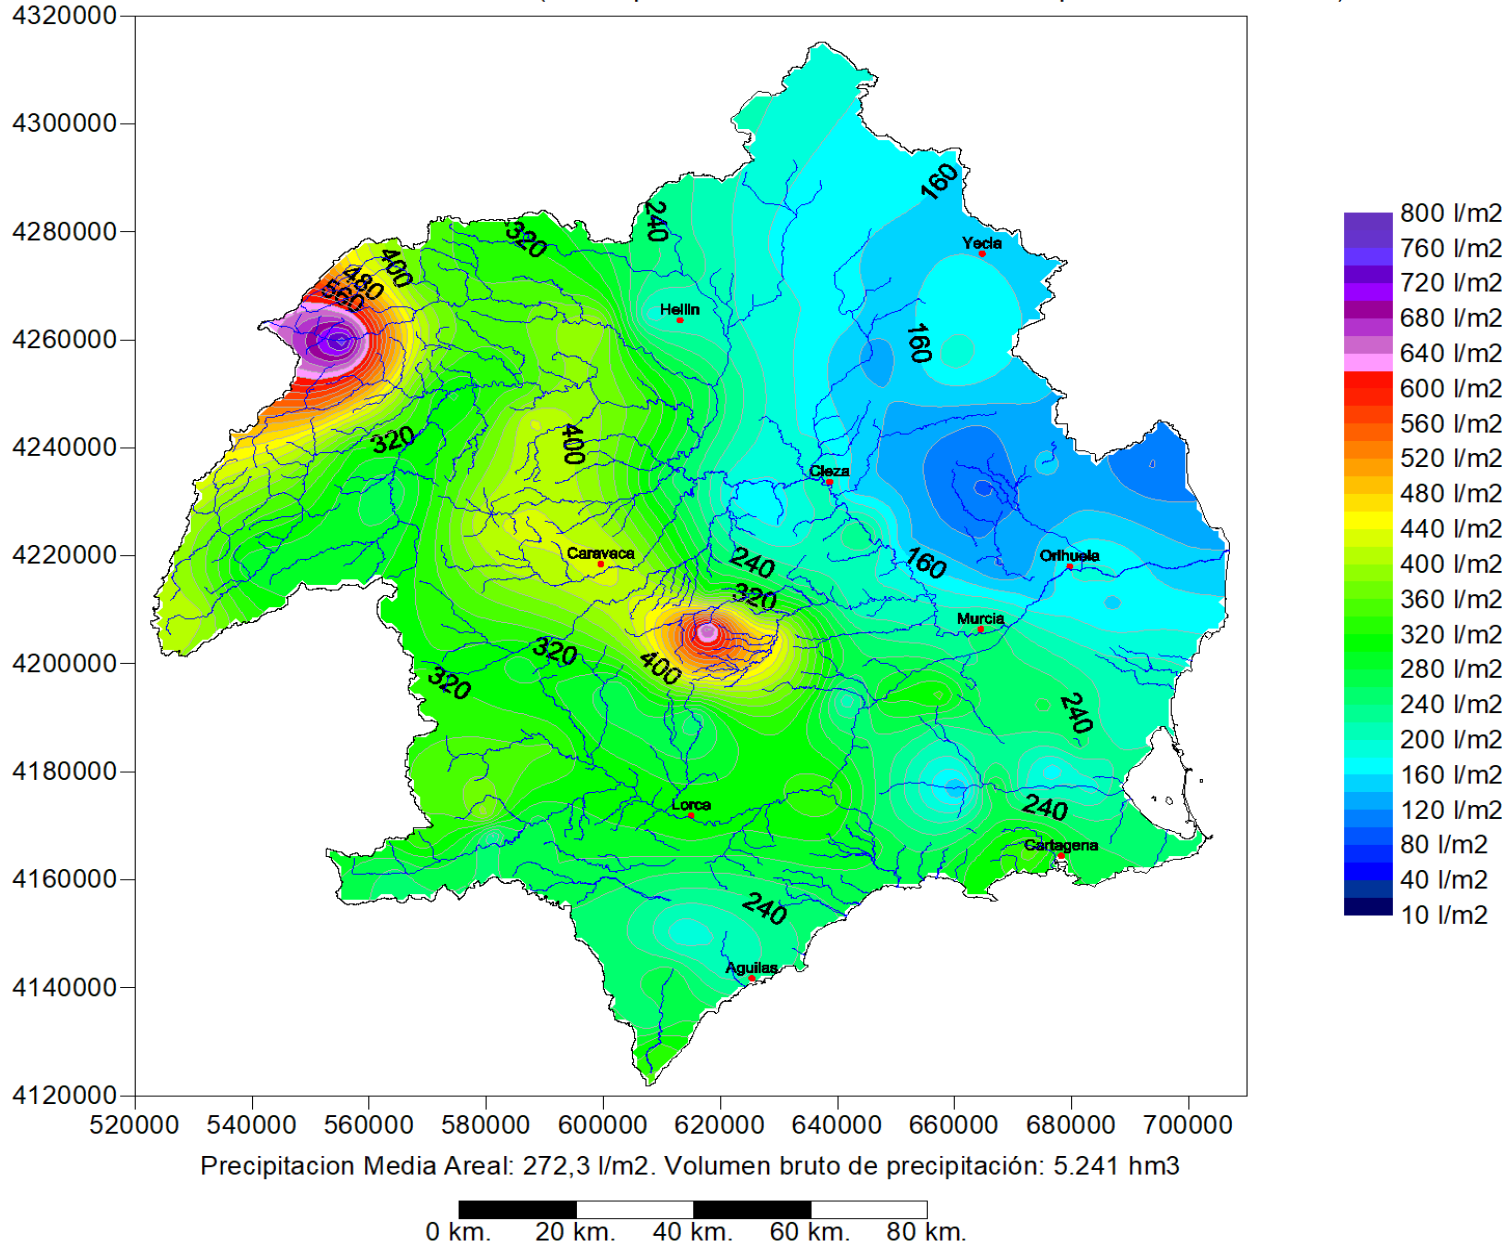 4320000
4300000
4280000
4260000
4240000
4220000
4200000
4180000
4160000
4140000
4120000
520000 540000 560000 580000 600000 620000 640000 660000 680000 700000
160
240
320
Yecla
400
480
560
Hellin
160
320
400
Cieza
Caravaca
240
160
Orihuela
320
Murcia
320
400
320
240
Lorca
240
Cartagena
240
Aguilas
800 l/m2
760 l/m2
720 l/m2
680 l/m2
640 l/m2
600 l/m2
560 l/m2
520 l/m2
480 l/m2
440 l/m2
400 l/m2
360 l/m2
320 l/m2
280 l/m2
240 l/m2
200 l/m2
160 l/m2
120 l/m2
80 l/m2
40 l/m2
10 l/m2
Precipitacion Media Areal: 272,3 l/m2. Volumen bruto de precipitación: 5.241 hm3
0 km. 20 km. 40 km. 60 km. 80 km.